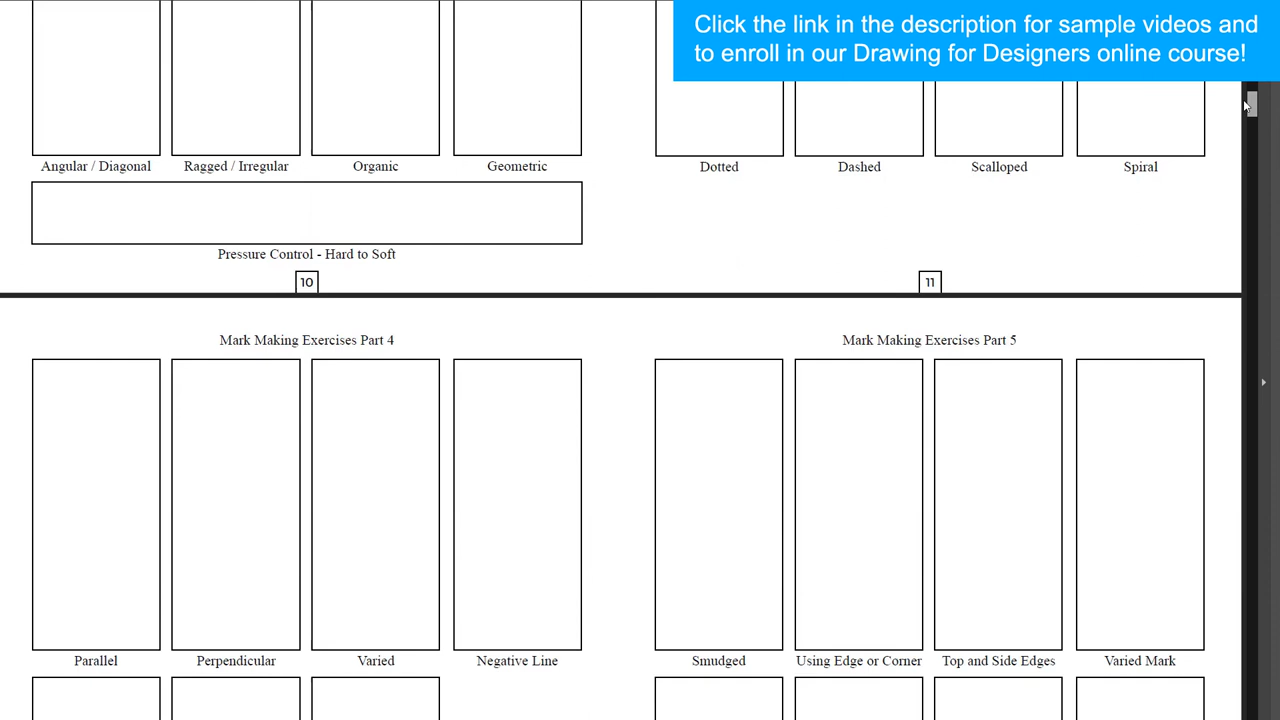 Click the link in the description for sample videos and
to enroll in our Drawing for Designers online course!
Angular / Diagonal
Ragged / Irregular
Organic
Geometric
Pressure Control - Hard to Soft
10
Dotted
Dashed
Scalloped
Spiral
11
Mark Making Exercises Part 4
Parallel
Perpendicular
Varied
Negative Line
Mark Making Exercises Part 5
Smudged
Using Edge or Corner
Top and Side Edges
Varied Mark